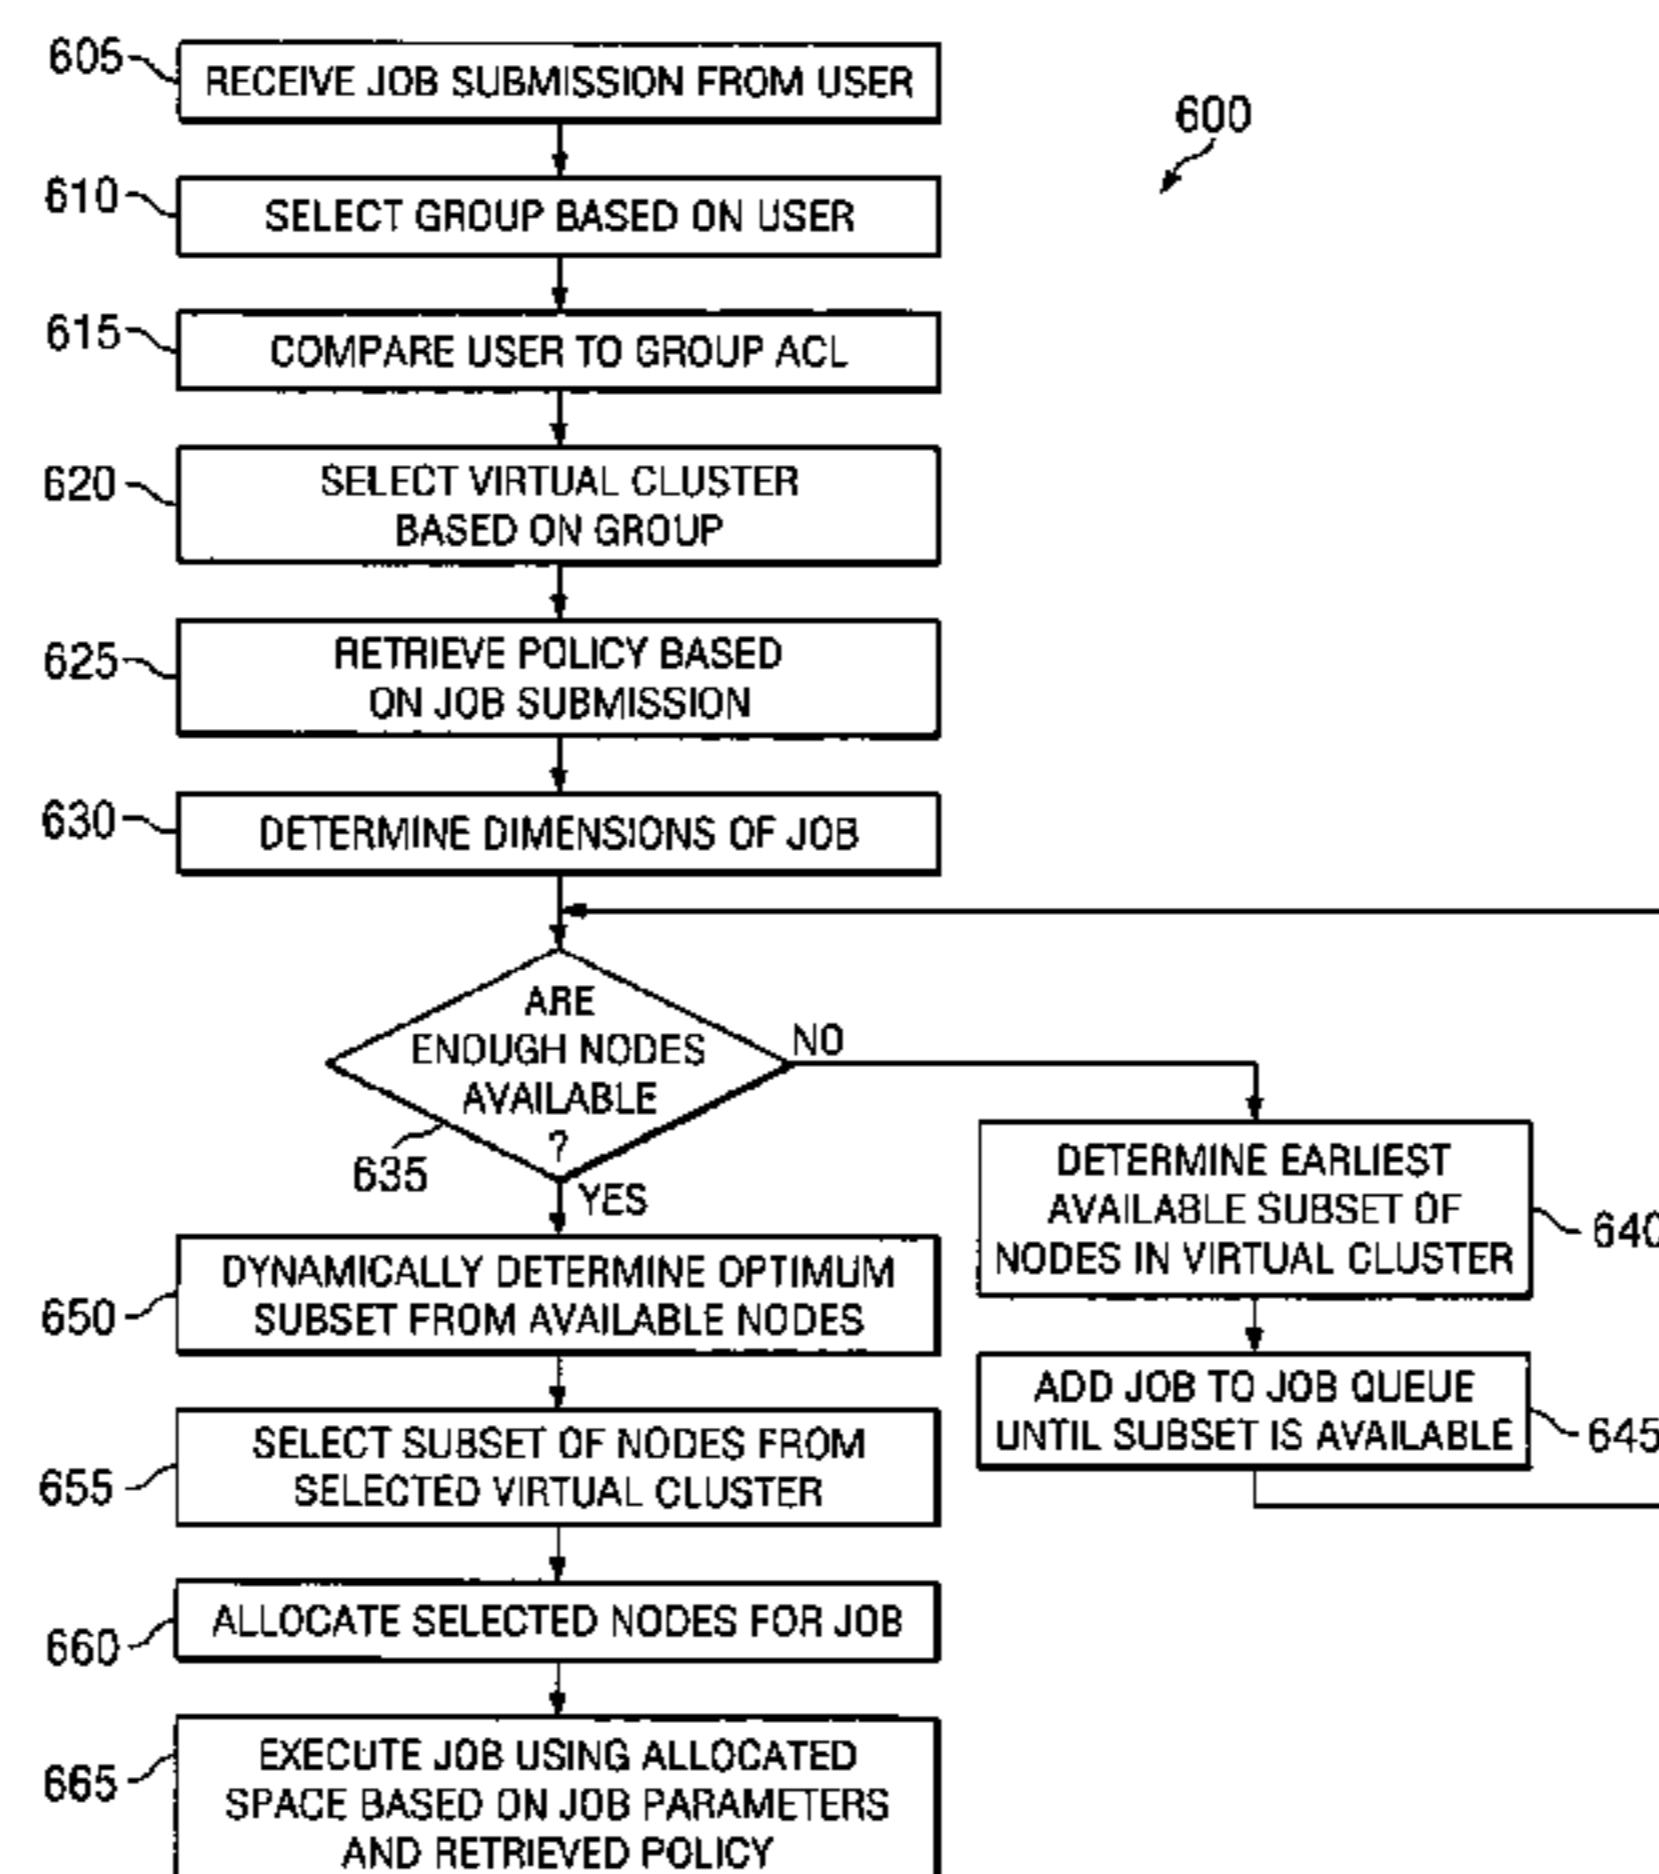 605
RECEIVE JOB SUBMISSION FROM USER
600
610
SELECT GROUP BASED ON USER
615
COMPARE USER TO GROUP ACL
620
SELECT VIRTUAL CLUSTER
BASED ON GROUP
625
RETRIEVE POLICY BASED
ON JOB SUBMISSION
630
DETERMINE DIMENSIONS OF JOB
ARE
ENOUGH NODES
AVAILABLE
?
635
NO
YES
DETERMINE EARLIEST
AVAILABLE SUBSET OF
NODES IN VIRTUAL CLUSTER
640
ADD JOB TO JOB QUEUE
UNTIL SUBSET IS AVAILABLE
645
650
DYNAMICALLY DETERMINE OPTIMUM
SUBSET FROM AVAILABLE NODES
655
SELECT SUBSET OF NODES FROM
SELECTED VIRTUAL CLUSTER
660
ALLOCATE SELECTED NODES FOR JOB
665
EXECUTE JOB USING ALLOCATED
SPACE BASED ON JOB PARAMETERS
AND RETRIEVED POLICY